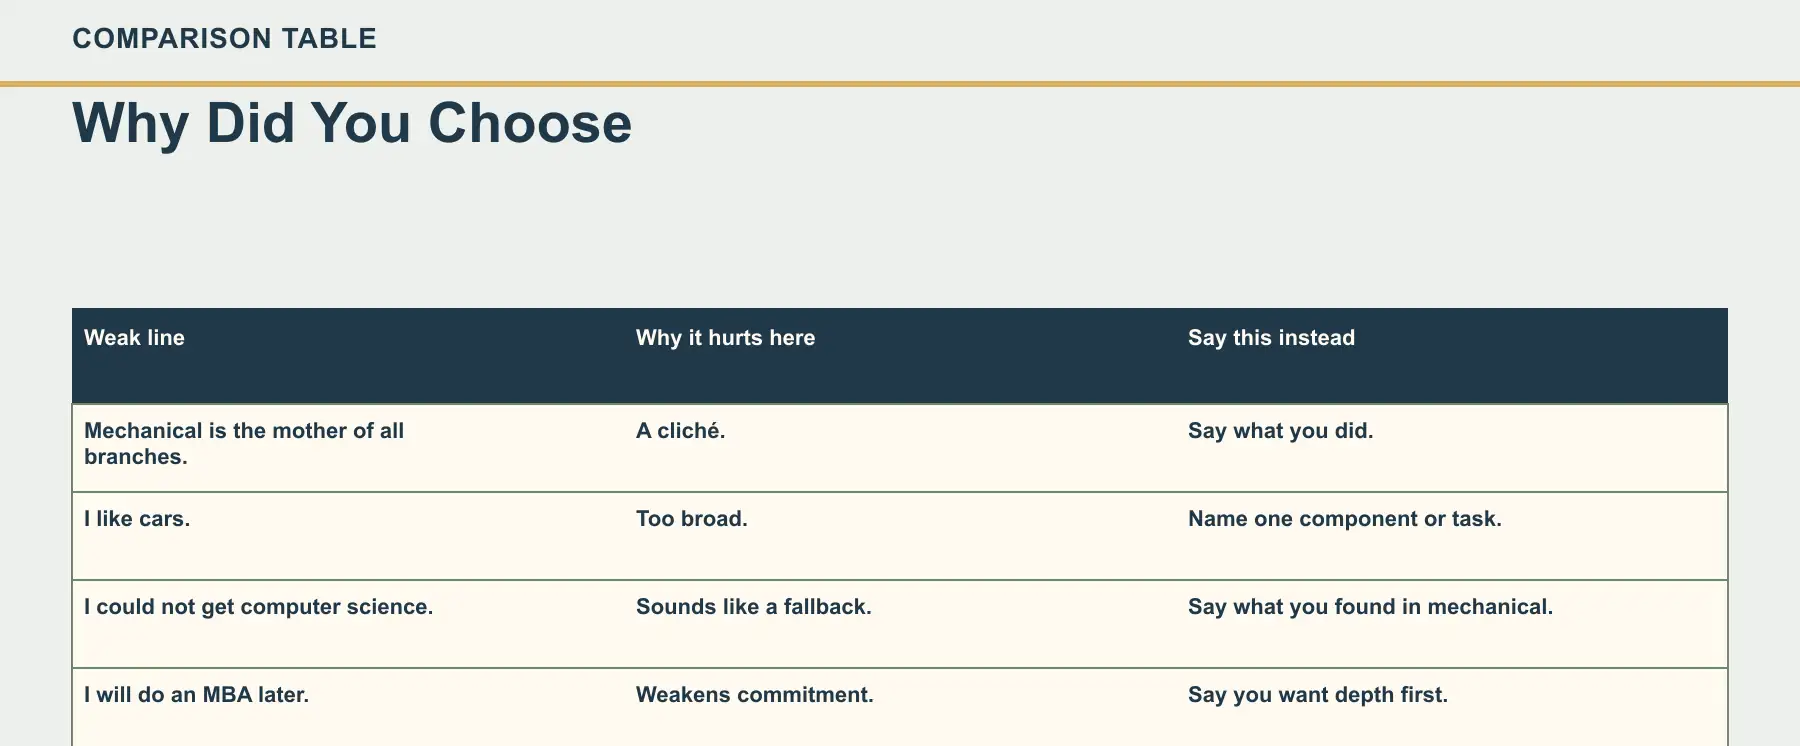 COMPARISON TABLE
Why Did You Choose
Weak line Why it hurts here Say this instead
Mechanical is the mother of all A cliché. Say what you did.
branches.
I like cars. Too broad. Name one component or task.
I could not get computer science. Sounds like a fallback. Say what you found in mechanical.
I will do an MBA later. Weakens commitment. Say you want depth first.